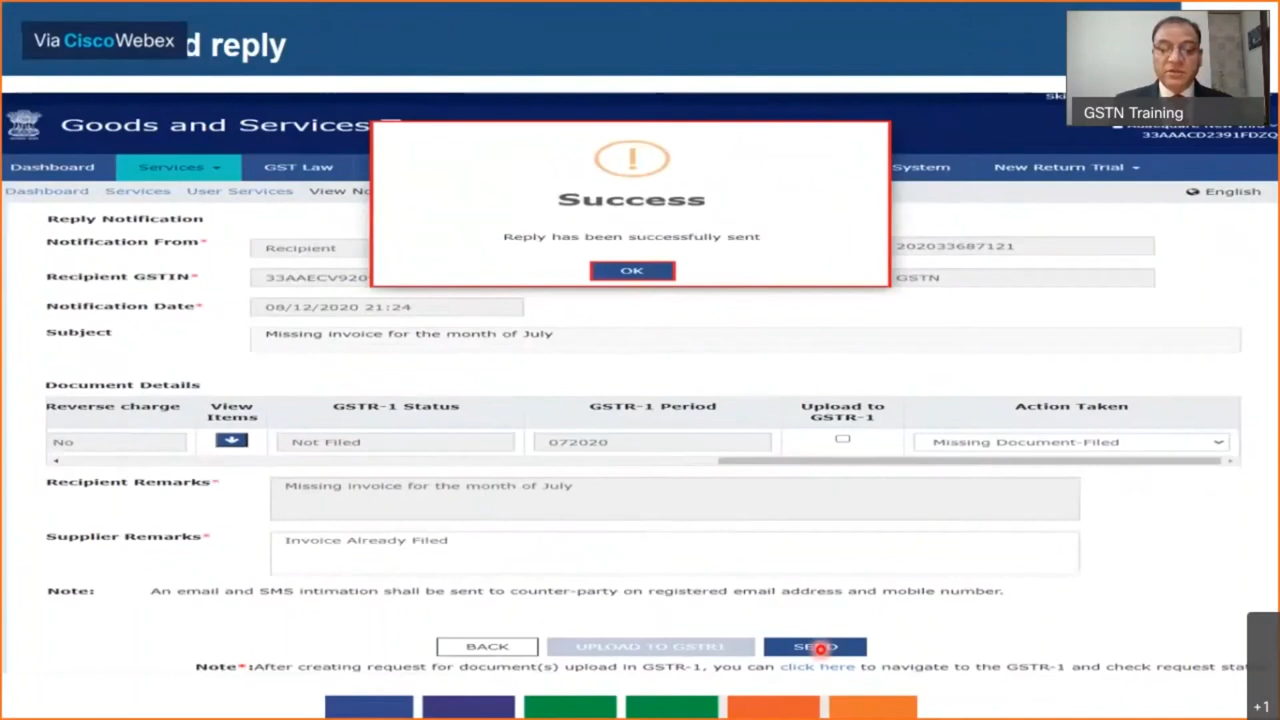 Via CiscoWebex
d reply
GSTN Training
Goods and Services
33AAACD2391FDZQ
Dashboard Services GST Law System New Return Trial
Dashboard Services User Services View No English
Success
Reply has been successfully sent
OK
Reply Notification
Notification From* Recipient 202033687121
Recipient GSTIN* 33AAECV920 GSTN
Notification Date* 08/12/2020 21:24
Subject Missing invoice for the month of July
Document Details
Reverse charge View Items GSTR-1 Status GSTR-1 Period Upload to GSTR-1 Action Taken
No Not Filed 072020 Missing Document-Filed
Recipient Remarks* Missing invoice for the month of July
Supplier Remarks* Invoice Already Filed
Note: An email and SMS intimation shall be sent to counter-party on registered email address and mobile number.
BACK UPLOAD TO GSTR1 SEND
Note*:After creating request for document(s) upload in GSTR-1, you can click here to navigate to the GSTR-1 and check request stat
+1